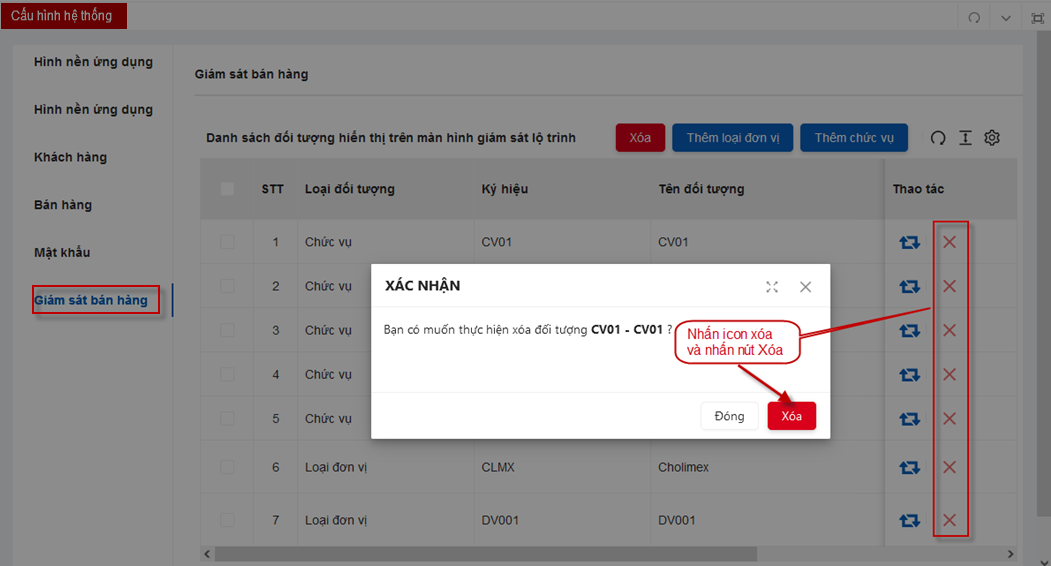 Cấu hình hệ thống
Hình nền ứng dụng
Hình nền ứng dụng
Khách hàng
Bán hàng
Mật khẩu
Giám sát bán hàng
Giám sát bán hàng
Danh sách đối tượng hiển thị trên màn hình giám sát lộ trình Xóa Thêm loại đơn vị Thêm chức vụ
STT Loại đối tượng Ký hiệu Tên đối tượng Thao tác
1 Chức vụ CV01 CV01
2 Chức vụ
3 Chức vụ
4 Chức vụ
5 Chức vụ
6 Loại đơn vị CLMX Cholimex
7 Loại đơn vị DV001 DV001
XÁC NHẬN
Bạn có muốn thực hiện xóa đối tượng CV01 - CV01 ?
Nhấn icon xóa
và nhấn nút Xóa
Đóng Xóa